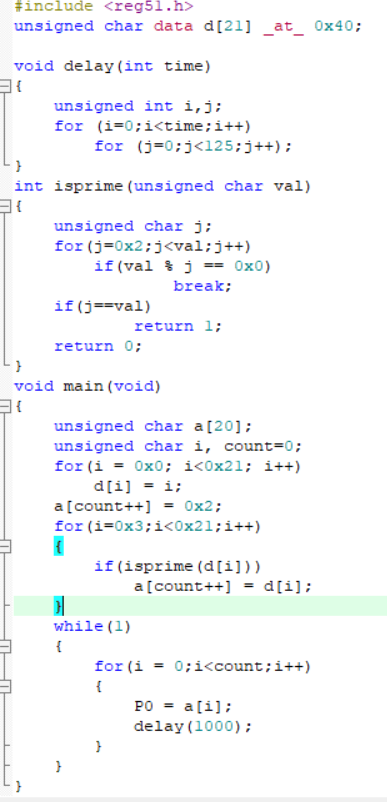 #include <reg51.h>
unsigned char data d[21] _at_ 0x40;
void delay(int time)
{
unsigned int i,j;
for (i=0;i<time;i++)
for (j=0;j<125;j++);
}
int isprime(unsigned char val)
{
unsigned char j;
for(j=0x2;j<val;j++)
if(val % j == 0x0)
break;
if(j==val)
return 1;
return 0;
}
void main(void)
{
unsigned char a[20];
unsigned char i, count=0;
for(i = 0x0; i<0x21; i++)
d[i] = i;
a[count++] = 0x2;
for(i=0x3;i<0x21;i++)
{
if(isprime(d[i]))
a[count++] = d[i];
}
while(1)
{
for(i = 0;i<count;i++)
{
P0 = a[i];
delay(1000);
}
}
}